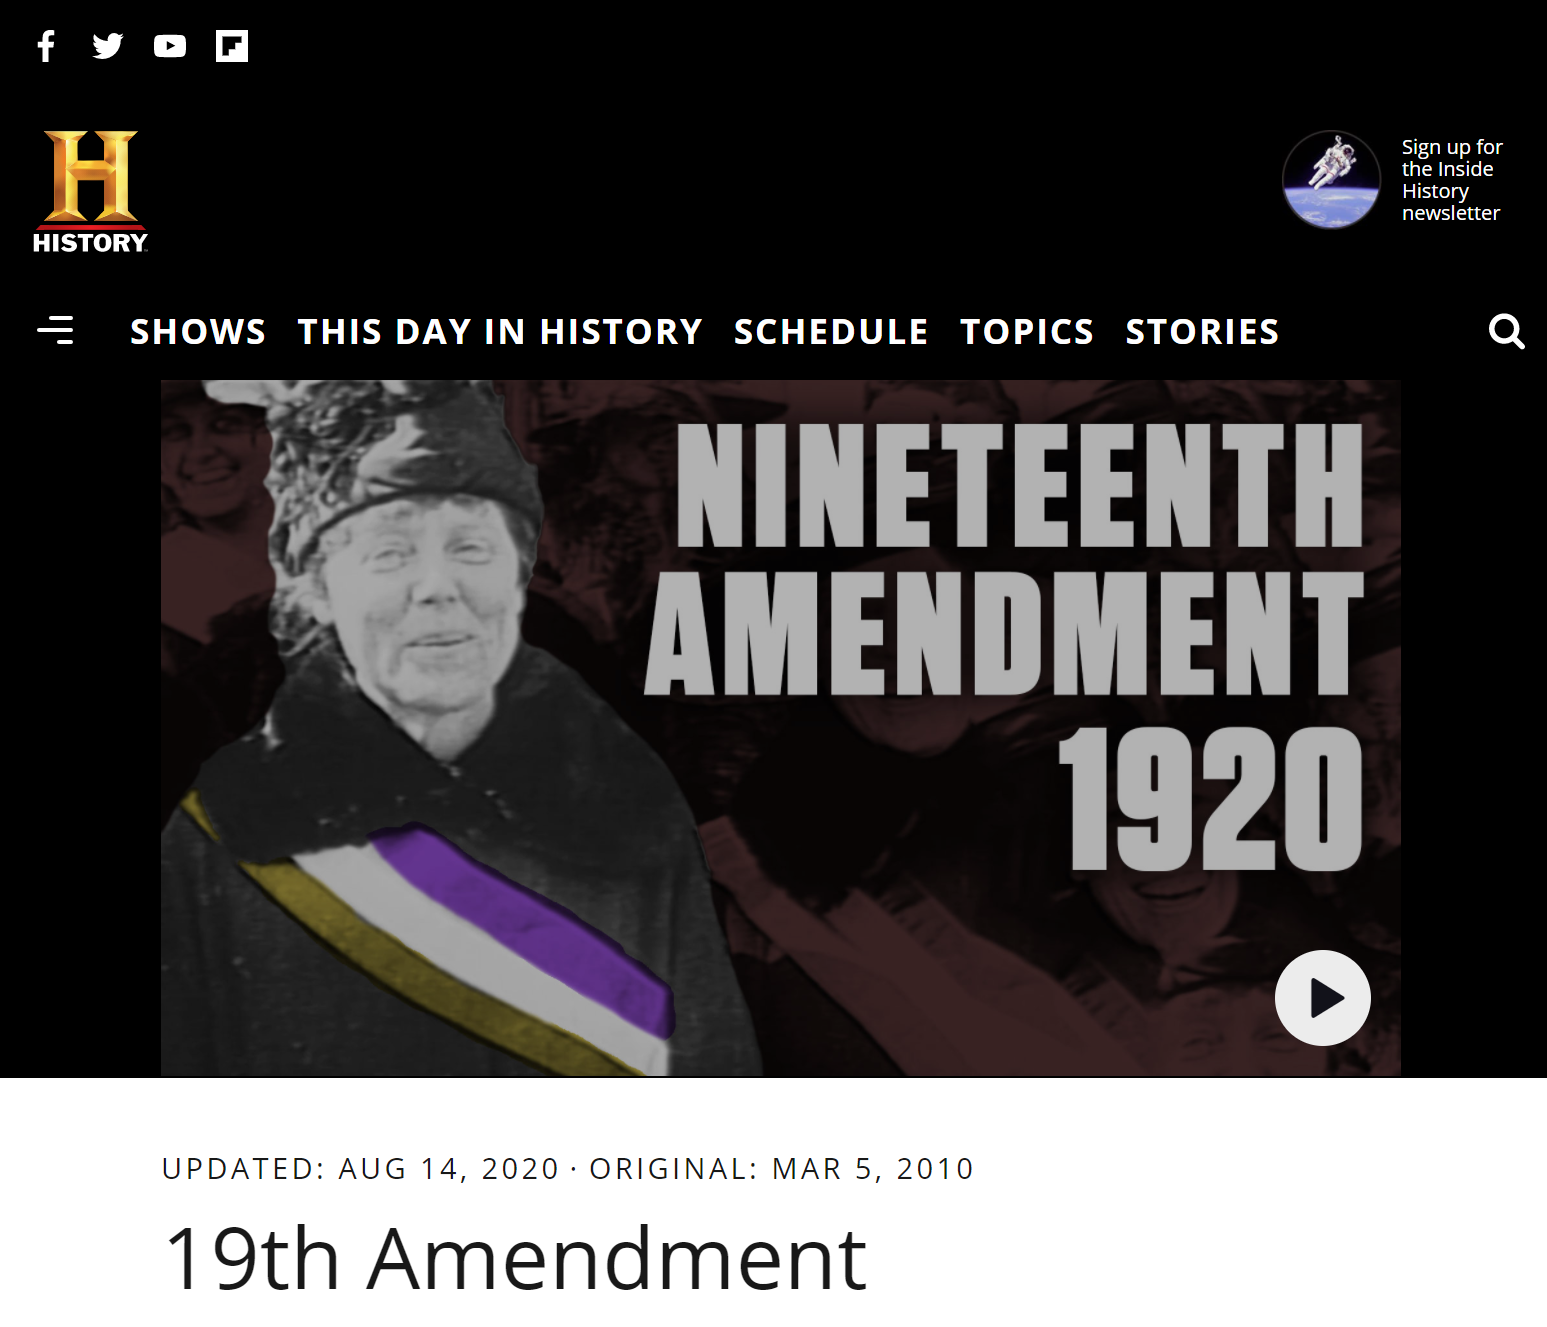 HISTORY
Sign up for
the Inside
History
newsletter
SHOWS THIS DAY IN HISTORY SCHEDULE TOPICS STORIES
NINETEENTH
AMENDMENT
1920
UPDATED: AUG 14, 2020 · ORIGINAL: MAR 5, 2010
19th Amendment